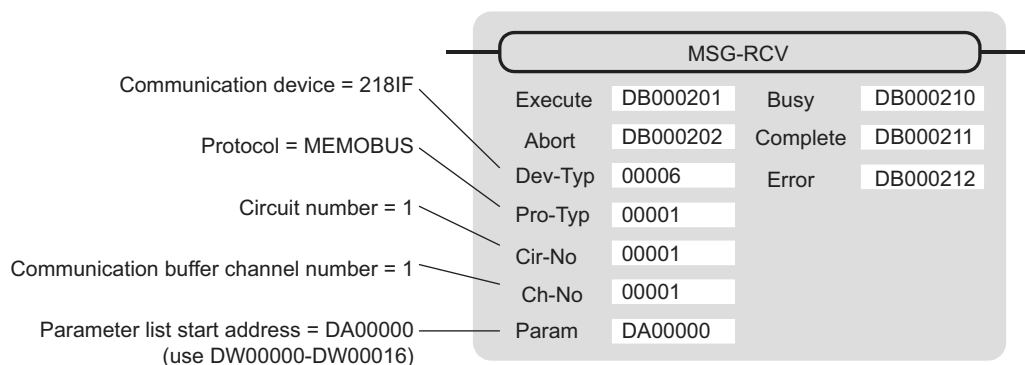 MSG-RCV
Communication device = 218IF
Protocol = MEMOBUS
Circuit number = 1
Communication buffer channel number = 1
Parameter list start address = DA00000
(use DW00000-DW00016)
Execute DB000201 Busy DB000210
Abort DB000202 Complete DB000211
Dev-Typ 00006 Error DB000212
Pro-Typ 00001
Cir-No 00001
Ch-No 00001
Param DA00000